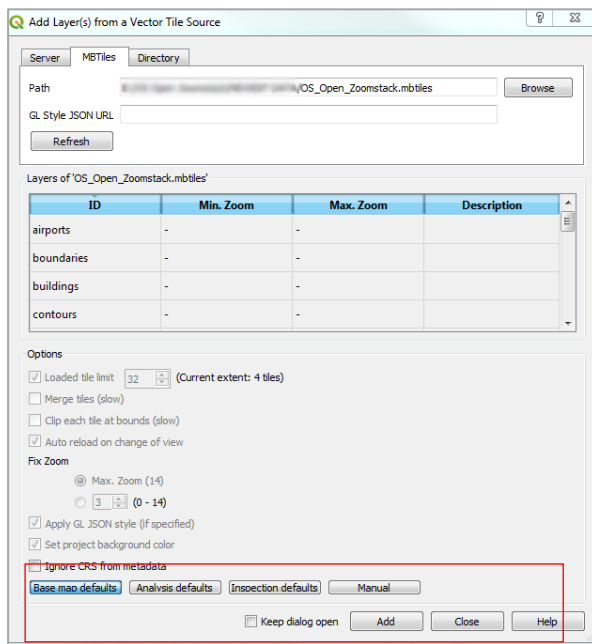 Add Layer(s) from a Vector Tile Source
Server MBTiles Directory
Path /OS_Open_Zoomstack.mbtiles Browse
GL Style JSON URL
Refresh
Layers of 'OS_Open_Zoomstack.mbtiles'
ID Min. Zoom Max. Zoom Description
airports - -
boundaries - -
buildings - -
contours - -
Options
Loaded tile limit 32 (Current extent: 4 tiles)
Merge tiles (slow)
Clip each tile at bounds (slow)
Auto reload on change of view
Fix Zoom
Max. Zoom (14)
3 (0 - 14)
Apply GL JSON style (if specified)
Set project background color
Ignore CRS from metadata
Base map defaults Analysis defaults Inspection defaults Manual
Keep dialog open Add Close Help